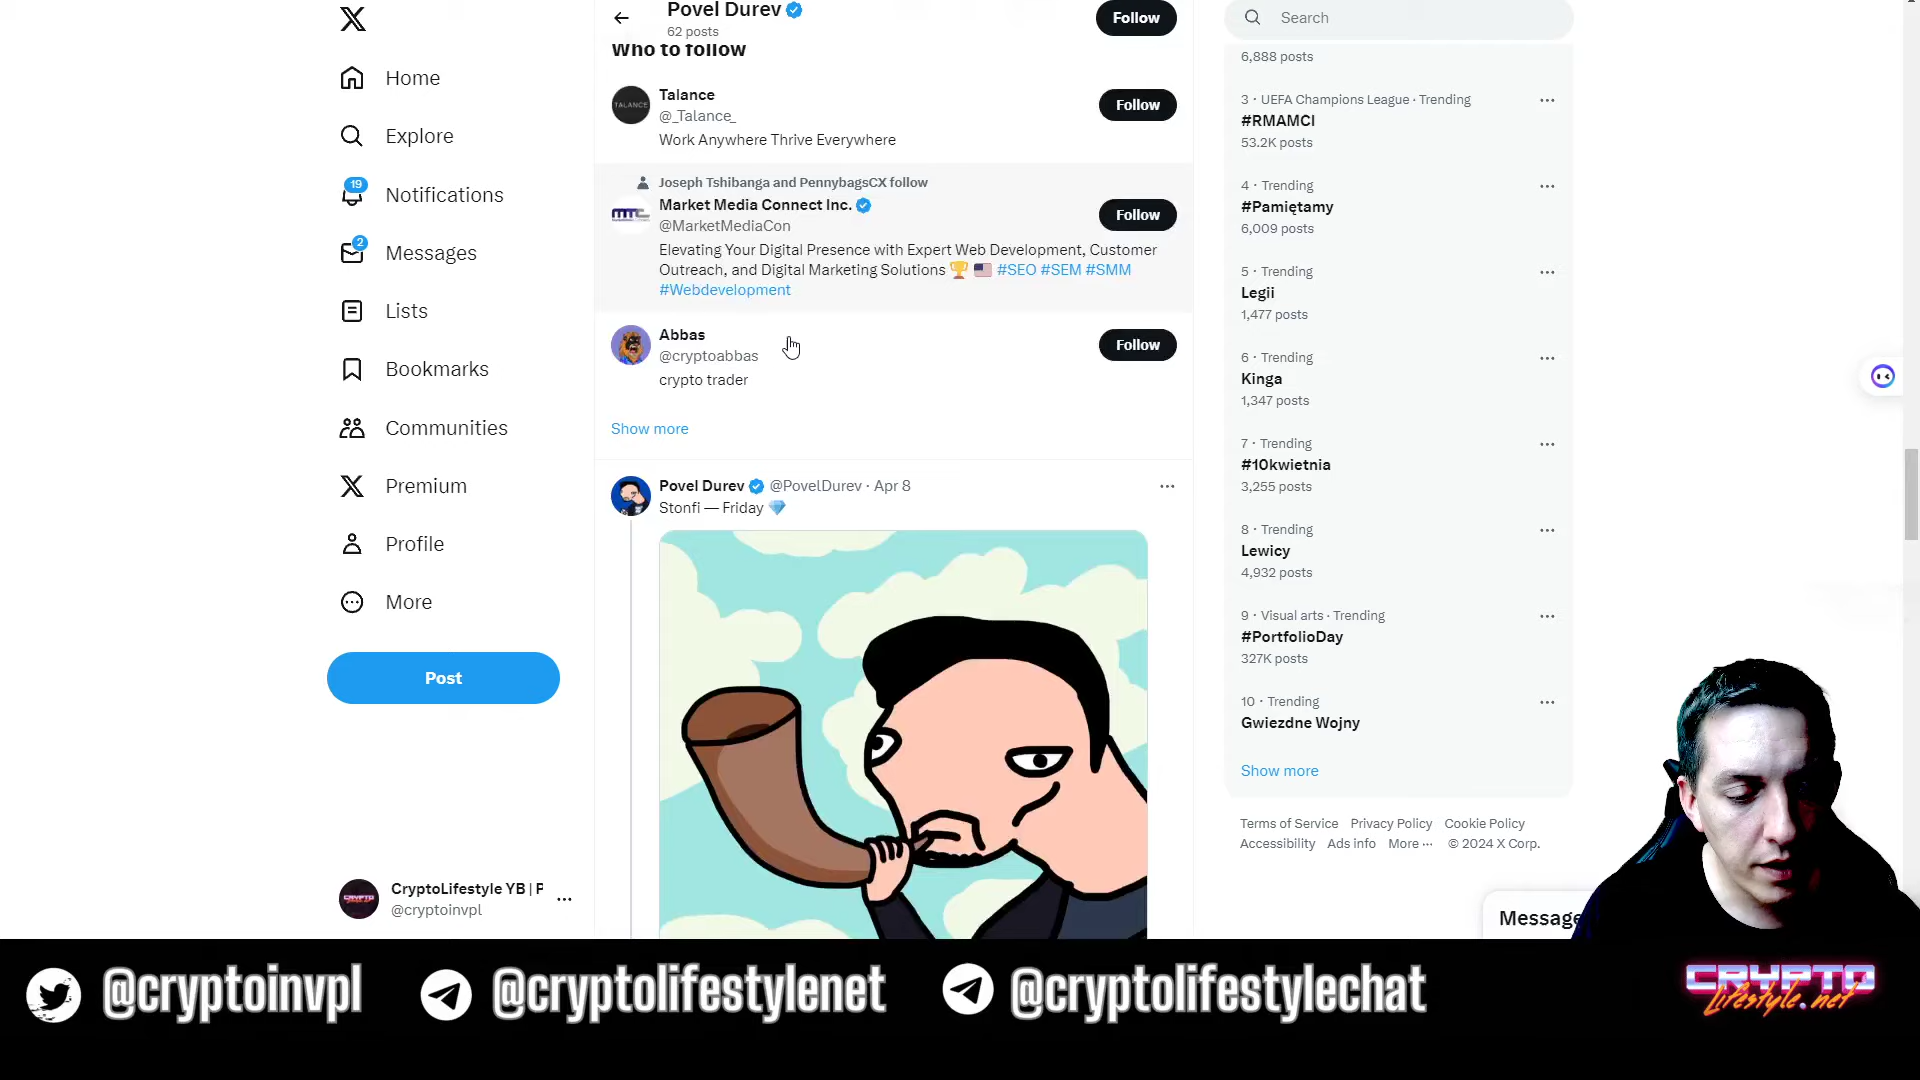 Home
Explore
19
Notifications
2
Messages
Lists
Bookmarks
Communities
Premium
Profile
More
Post
CryptoLifestyle YB | P
@cryptoinvpl
Povel Durev
62 posts
Follow
Who to follow
TALANCE
Talance
@_Talance_
Work Anywhere Thrive Everywhere
Follow
Joseph Tshibanga and PennybagsCX follow
Market Media Connect Inc.
@MarketMediaCon
Elevating Your Digital Presence with Expert Web Development, Customer
Outreach, and Digital Marketing Solutions 🏆 🇺🇸 #SEO #SEM #SMM
#Webdevelopment
Follow
Abbas
@cryptoabbas
crypto trader
Follow
Show more
Povel Durev @PovelDurev · Apr 8
Stonfi — Friday 💎
Search
6,888 posts
3 · UEFA Champions League · Trending
#RMAMCI
53.2K posts
4 · Trending
#Pamiętamy
6,009 posts
5 · Trending
Legii
1,477 posts
6 · Trending
Kinga
1,347 posts
7 · Trending
#10kwietnia
3,255 posts
8 · Trending
Lewicy
4,932 posts
9 · Visual arts · Trending
#PortfolioDay
327K posts
10 · Trending
Gwiezdne Wojny
Show more
Terms of Service Privacy Policy Cookie Policy
Accessibility Ads info More ··· © 2024 X Corp.
Message
@cryptoinvpl @cryptolifestylenet @cryptolifestylechat
CRYPTO
lifestyle.net